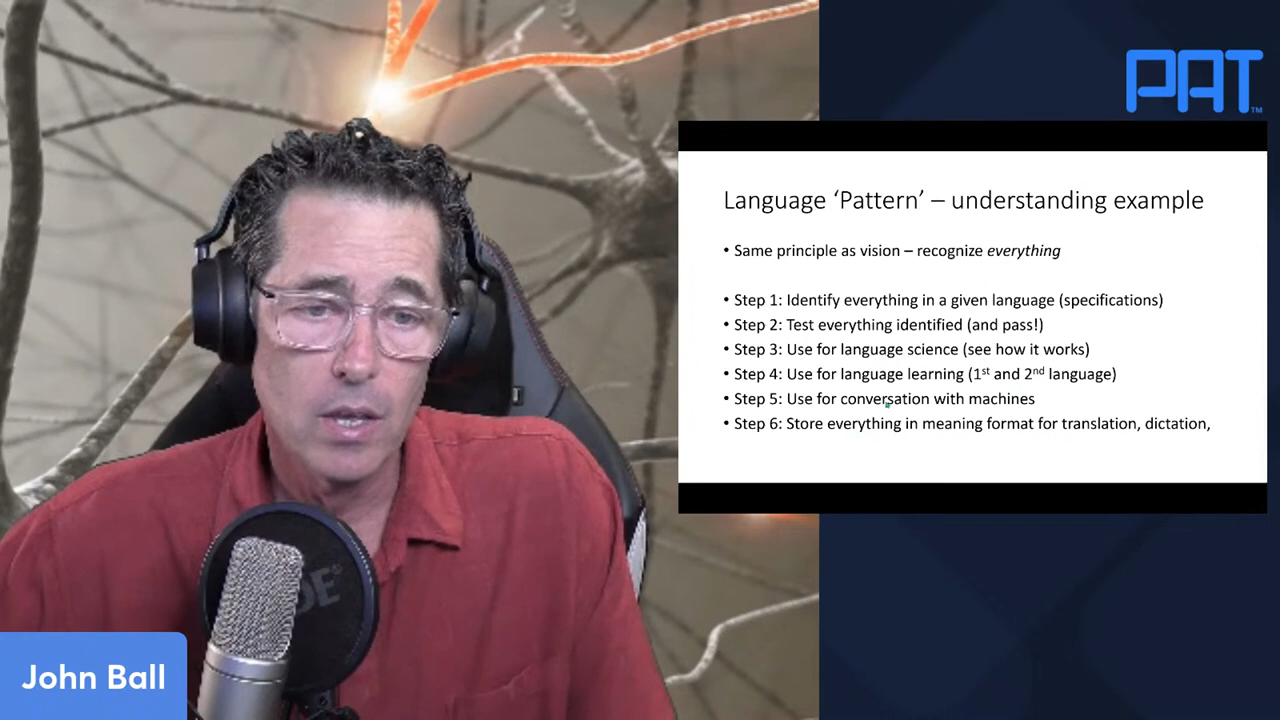 PAT™
Language ‘Pattern’ – understanding example
• Same principle as vision – recognize everything
• Step 1: Identify everything in a given language (specifications)
• Step 2: Test everything identified (and pass!)
• Step 3: Use for language science (see how it works)
• Step 4: Use for language learning (1st and 2nd language)
• Step 5: Use for conversation with machines
• Step 6: Store everything in meaning format for translation, dictation,
John Ball